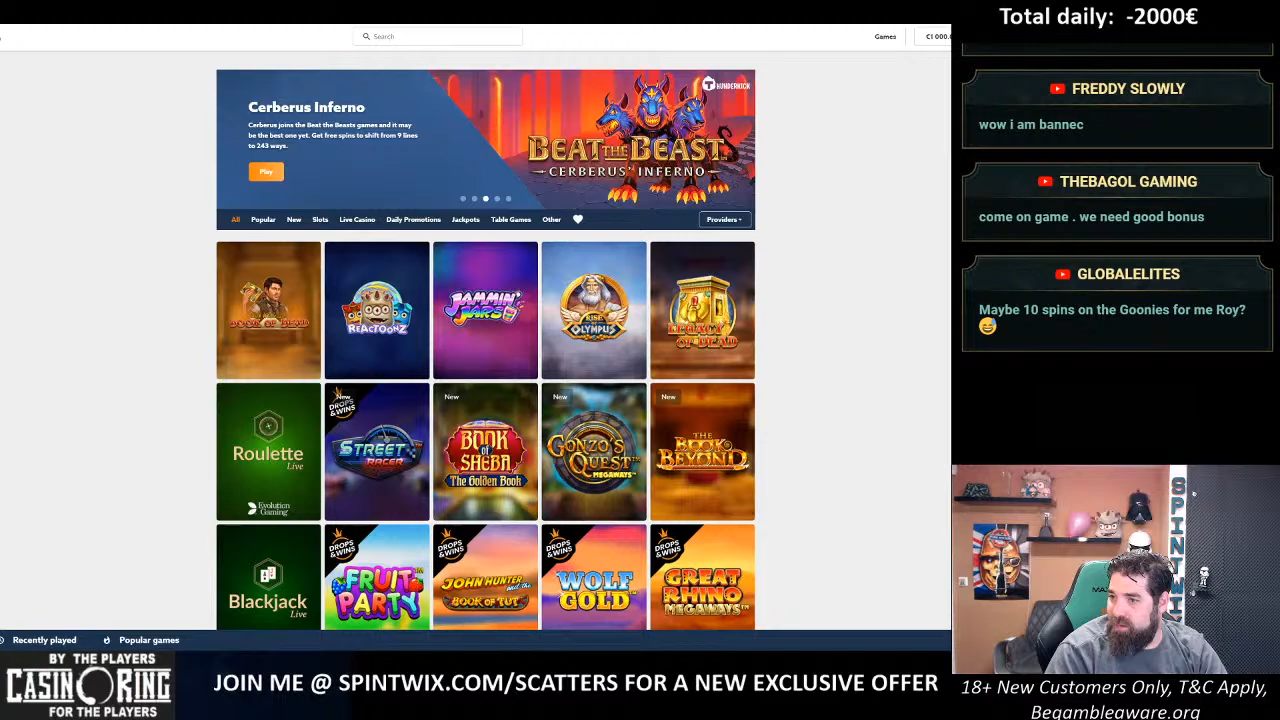 Total daily: -2000€
Search
Games
CI 000.
Cerberus Inferno
Cerberus joins the Beat the Beasts games and it may
be the best one yet. Get free spins to shift from 9 lines
to 243 ways.
Play
THUNDERKICK
BEAT THE BEAST
CERBERUS' INFERNO
All
Popular
New
Slots
Live Casino
Daily Promotions
Jackpots
Table Games
Other
Providers
BOOK OF DEAD
REACTOONZ
JAMMIN' JARS
RISE OF OLYMPUS
LEGACY OF DEAD
Roulette
Live
Evolution
Gaming
New
DROPS
&WINS
STREET
RACER
New
BOOK
of
SHEBA
The Golden Book
New
GONZO'S
QUEST
MEGAWAYS
New
THE
BOOK
BEYOND
Blackjack
Live
DROPS
&WINS
FRUIT
PARTY
DROPS
&WINS
JOHN HUNTER
and the
BOOK OF TUT
DROPS
&WINS
WOLF
GOLD
DROPS
&WINS
GREAT
RHINO
MEGAWAYS
Recently played
Popular games
FREDDY SLOWLY
wow i am bannec
THEBAGOL GAMING
come on game . we need good bonus
GLOBALELITES
Maybe 10 spins on the Goonies for me Roy?
SPINTWIX
BY THE PLAYERS
CASINORING
FOR THE PLAYERS
JOIN ME @ SPINTWIX.COM/SCATTERS FOR A NEW EXCLUSIVE OFFER
18+ New Customers Only, T&C Apply,
Begambleaware.org